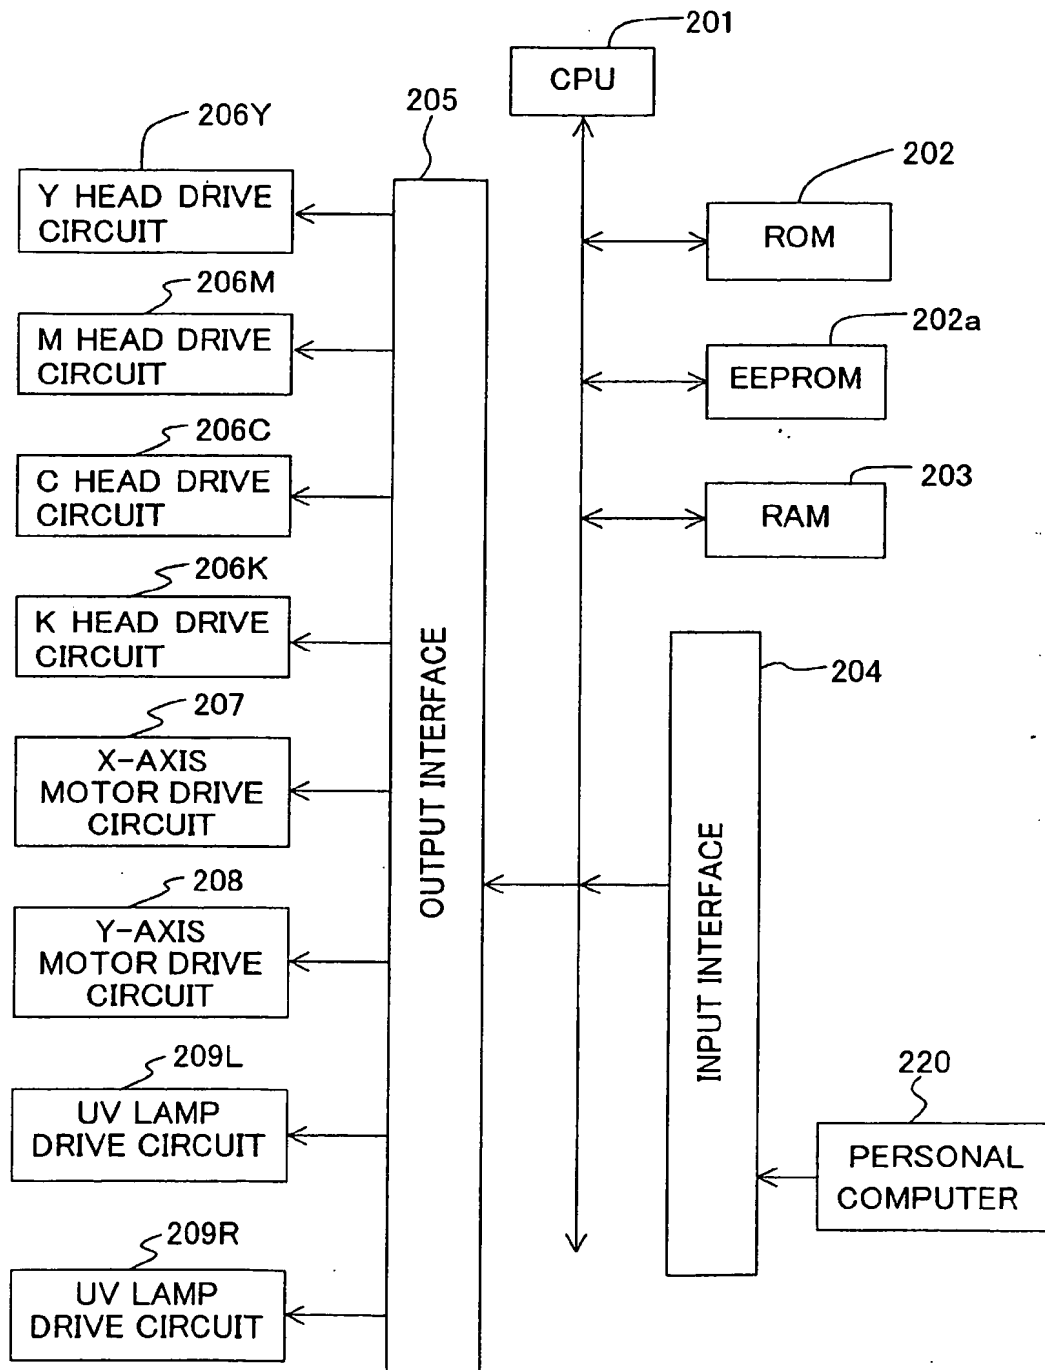 201
CPU
205
206Y
Y HEAD DRIVE
CIRCUIT
202
ROM
206M
M HEAD DRIVE
CIRCUIT
202a
EEPROM
206C
C HEAD DRIVE
CIRCUIT
203
RAM
206K
K HEAD DRIVE
CIRCUIT
204
207
X-AXIS
MOTOR DRIVE
CIRCUIT
OUTPUT INTERFACE
INPUT INTERFACE
208
Y-AXIS
MOTOR DRIVE
CIRCUIT
209L
UV LAMP
DRIVE CIRCUIT
220
PERSONAL
COMPUTER
209R
UV LAMP
DRIVE CIRCUIT